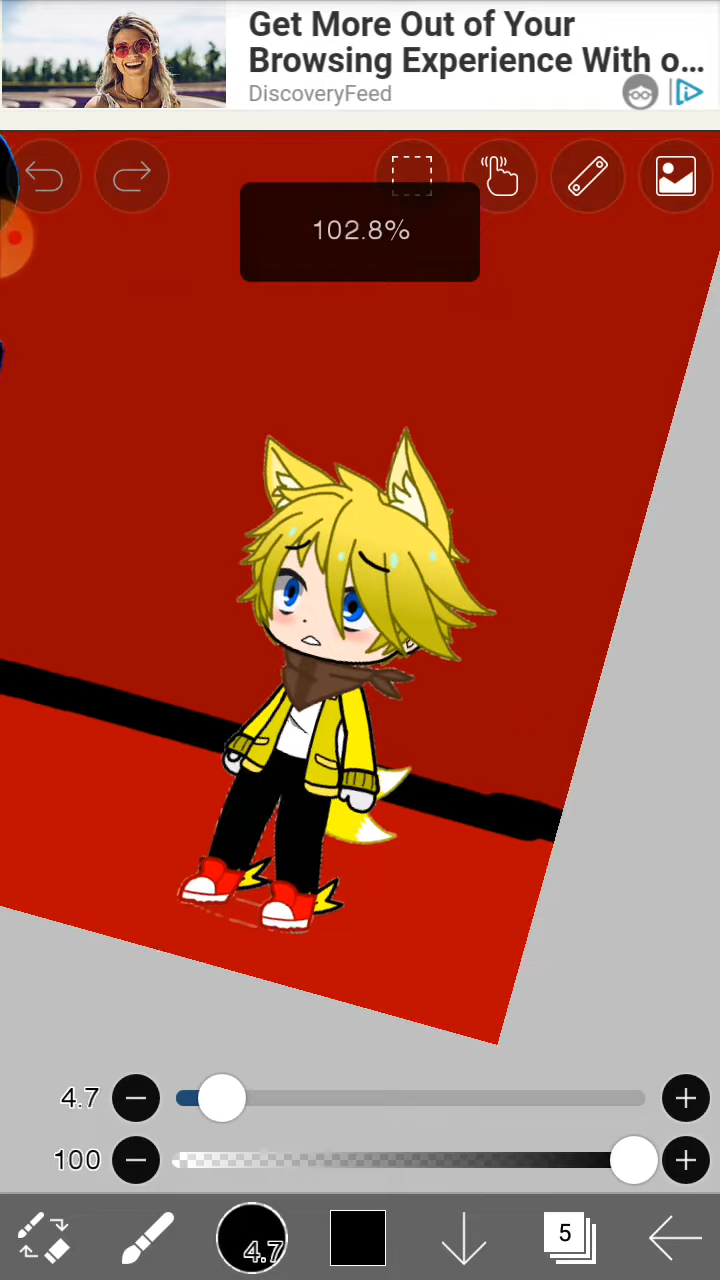 Get More Out of Your
Browsing Experience With o...
DiscoveryFeed
102.8%
4.7
100
4.7
5